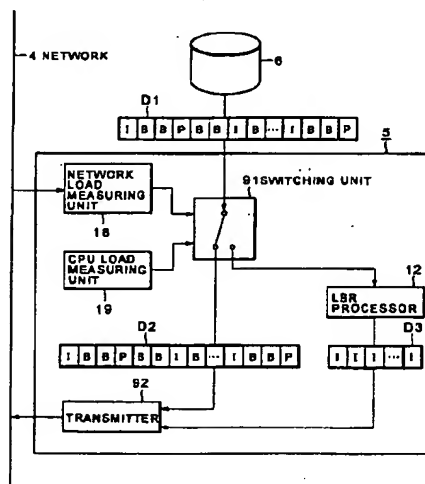 4 NETWORK
6
D1
I B B P B B I B ... I B B P
5
NETWORK
LOAD
MEASURING
UNIT
18
91 SWITCHING UNIT
CPU LOAD
MEASURING
UNIT
19
12
LSR
PROCESSOR
D2
D3
I B B P B B I B ... I B B P
I I I ... I
92
TRANSMITTER